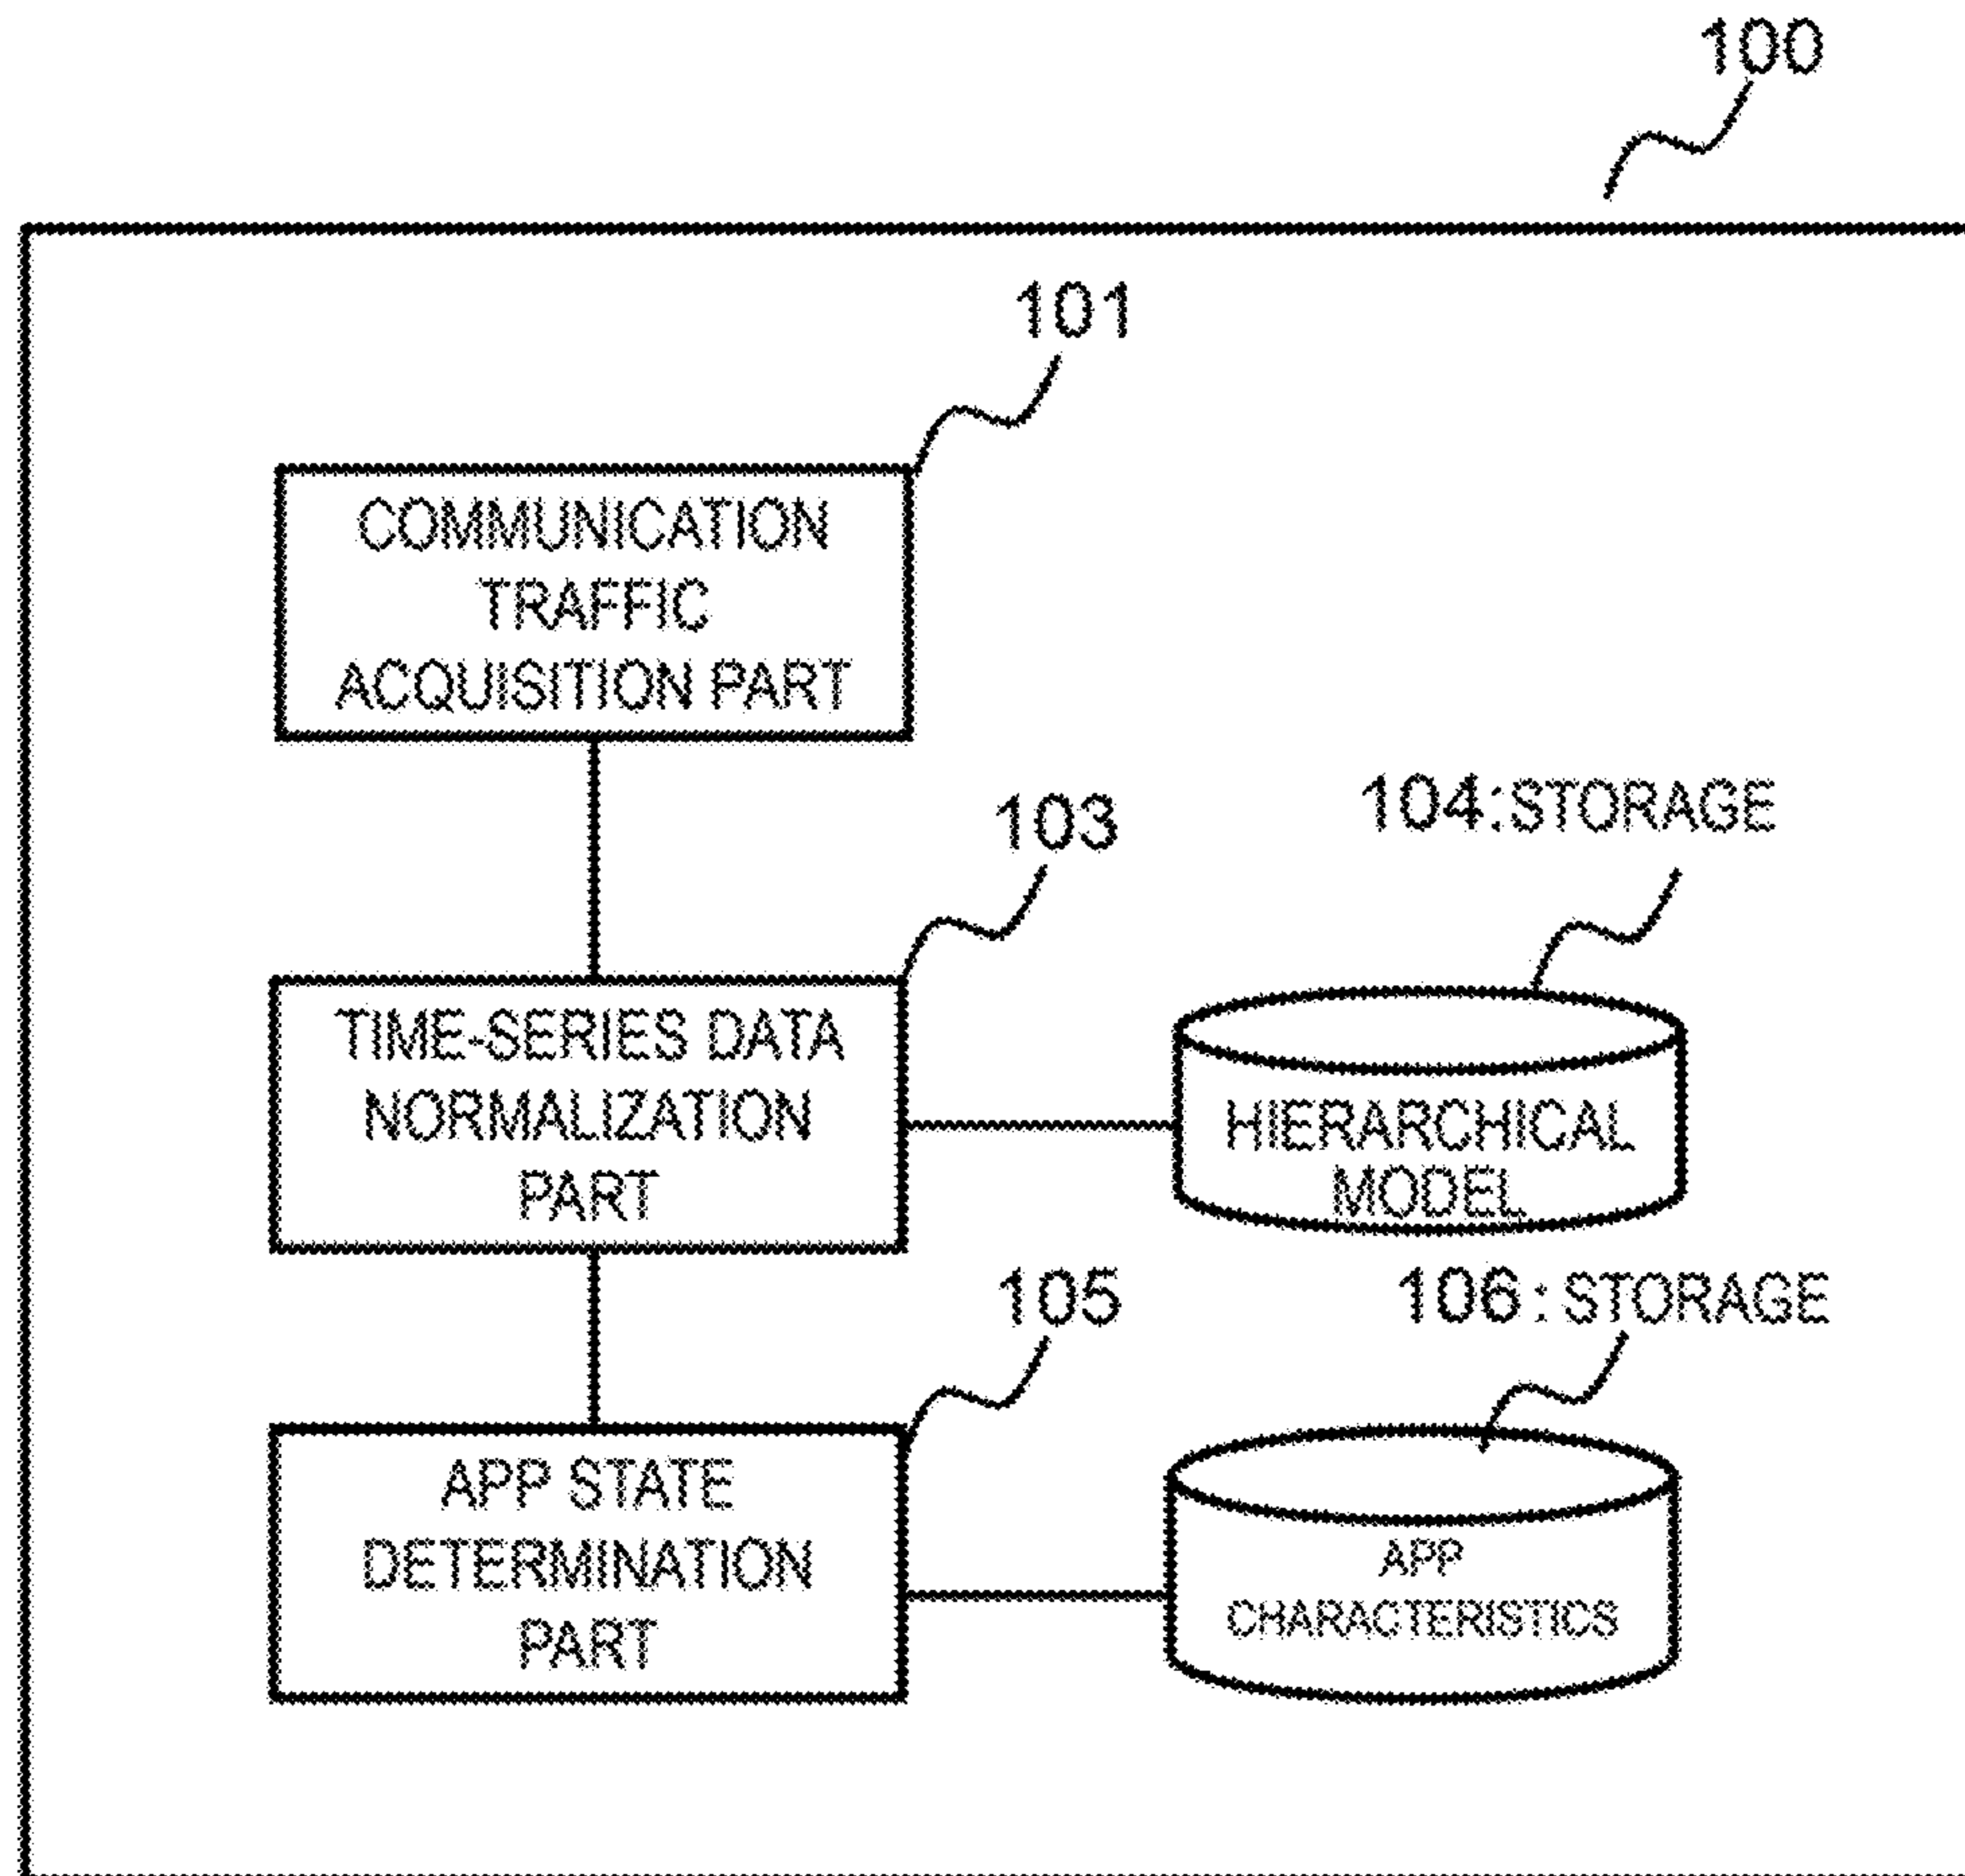 100
101
COMMUNICATION
TRAFFIC
ACQUISITION PART
103
104:STORAGE
TIME-SERIES DATA
NORMALIZATION
PART
HIERARCHICAL
MODEL
105
106: STORAGE
APP STATE
DETERMINATION
PART
APP
CHARACTERISTICS